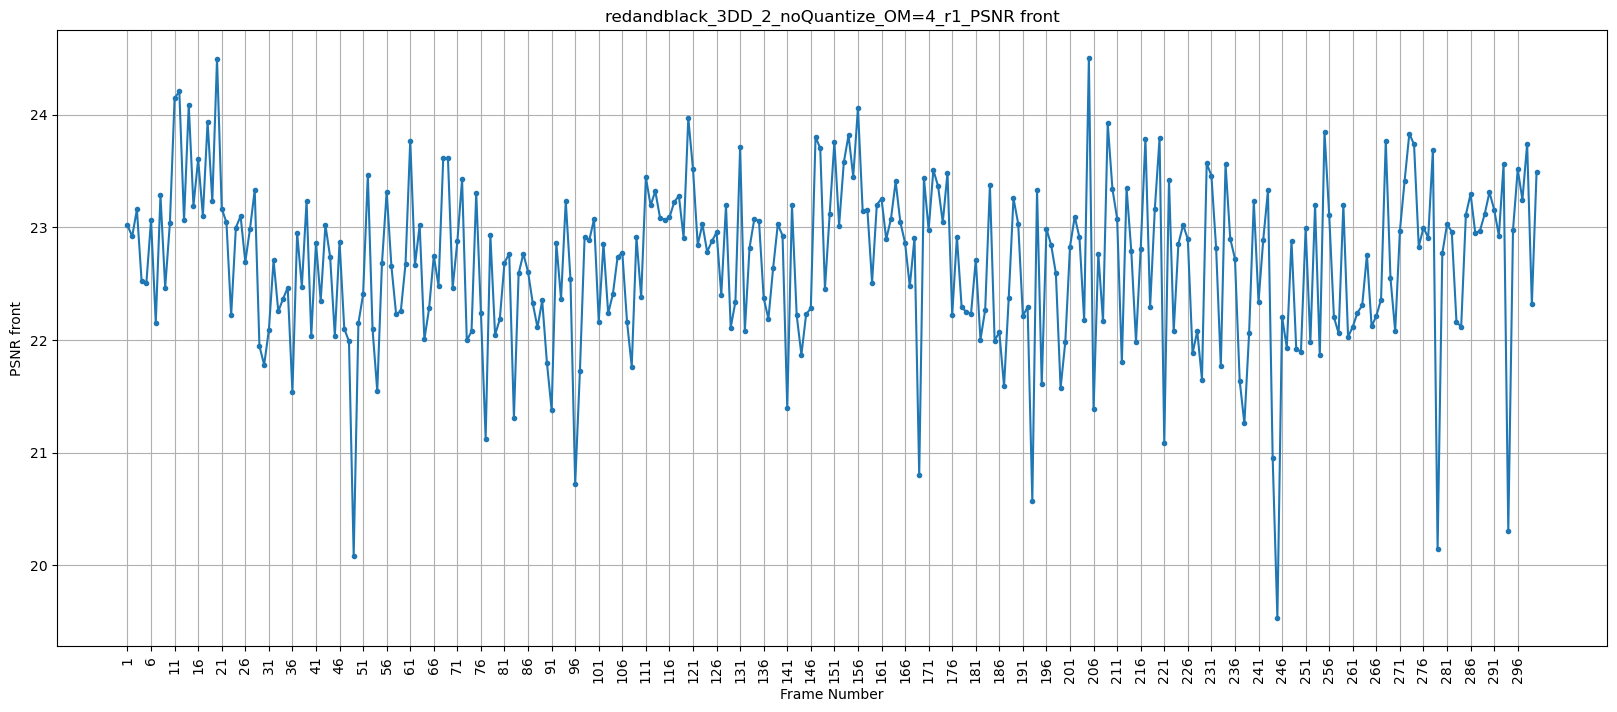 redandblack_3DD_2_noQuantize_OM=4_r1_PSNR front
24
23
22
21
20
PSNR front
1 6 11 16 21 26 31 36 41 46 51 56 61 66 71 76 81 86 91 96 101 106 111 116 121 126 131 136 141 146 151 156 161 166 171 176 181 186 191 196 201 206 211 216 221 226 231 236 241 246 251 256 261 266 271 276 281 286 291 296
Frame Number